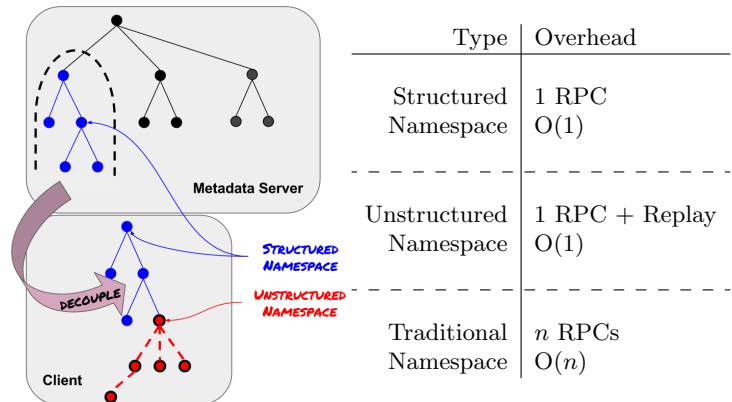 Metadata Server
DECOUPLE
STRUCTURED
NAMESPACE
UNSTRUCTURED
NAMESPACE
Client
Type Overhead
Structured 1 RPC
Namespace O(1)
Unstructured 1 RPC + Replay
Namespace O(1)
Traditional n RPCs
Namespace O(n)